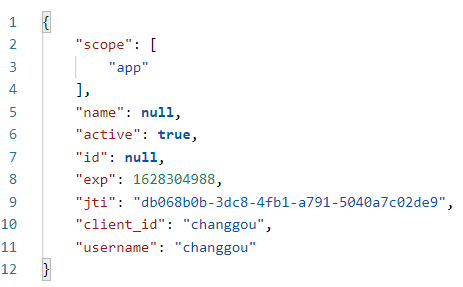 1 {
2 "scope": [
3 "app"
4 ],
5 "name": null,
6 "active": true,
7 "id": null,
8 "exp": 1628304988,
9 "jti": "db068b0b-3dc8-4fb1-a791-5040a7c02de9",
10 "client_id": "changgou",
11 "username": "changgou"
12 }